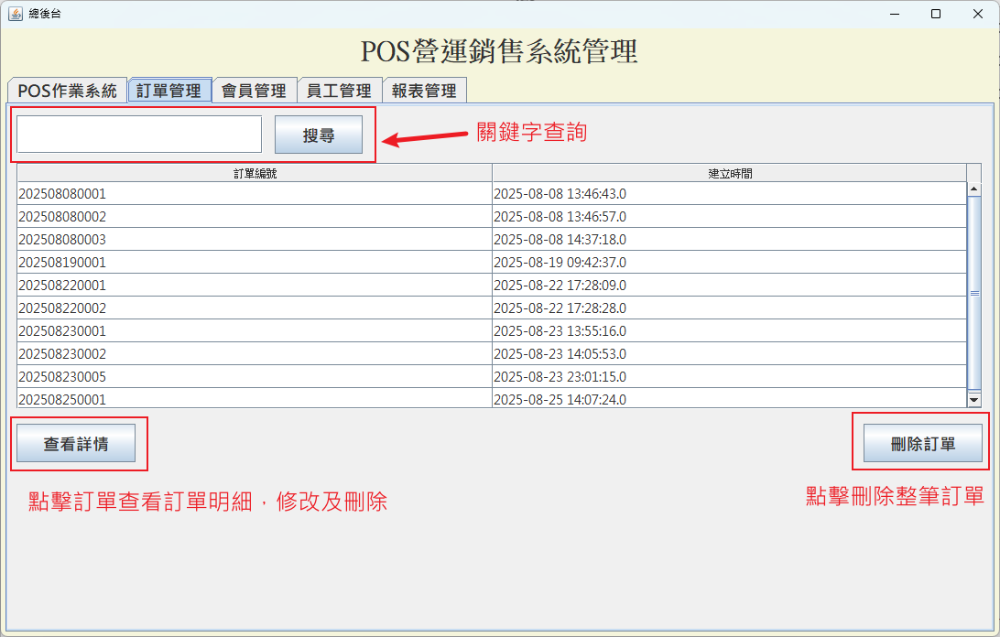 總後台
POS營運銷售系統管理
POS作業系統 訂單管理 會員管理 員工管理 報表管理
搜尋 關鍵字查詢
訂單編號 建立時間
202508080001 2025-08-08 13:46:43.0
202508080002 2025-08-08 13:46:57.0
202508080003 2025-08-08 14:37:18.0
202508190001 2025-08-19 09:42:37.0
202508220001 2025-08-22 17:28:09.0
202508220002 2025-08-22 17:28:28.0
202508230001 2025-08-23 13:55:16.0
202508230002 2025-08-23 14:05:53.0
202508230005 2025-08-23 23:01:15.0
202508250001 2025-08-25 14:07:24.0
查看詳情 刪除訂單
點擊訂單查看訂單明細，修改及刪除 點擊刪除整筆訂單